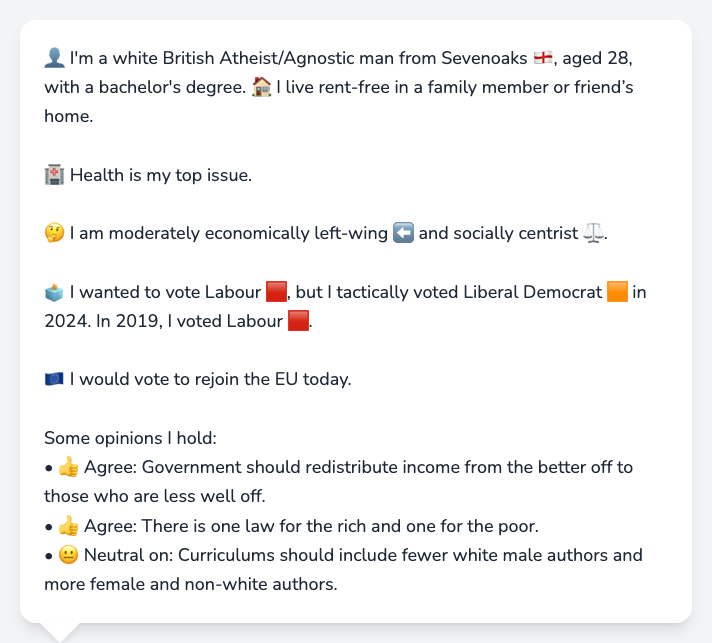 👤 I'm a white British Atheist/Agnostic man from Sevenoaks 🏴󠁧󠁢󠁥󠁮󠁧󠁿, aged 28,
with a bachelor's degree. 🏠 I live rent-free in a family member or friend’s
home.
🏥 Health is my top issue.
🤔 I am moderately economically left-wing ⬅️ and socially centrist ⚖️.
🗳️ I wanted to vote Labour 🟥, but I tactically voted Liberal Democrat 🟧 in
2024. In 2019, I voted Labour 🟥.
🇪🇺 I would vote to rejoin the EU today.
Some opinions I hold:
• 👍 Agree: Government should redistribute income from the better off to
those who are less well off.
• 👍 Agree: There is one law for the rich and one for the poor.
• 😐 Neutral on: Curriculums should include fewer white male authors and
more female and non-white authors.